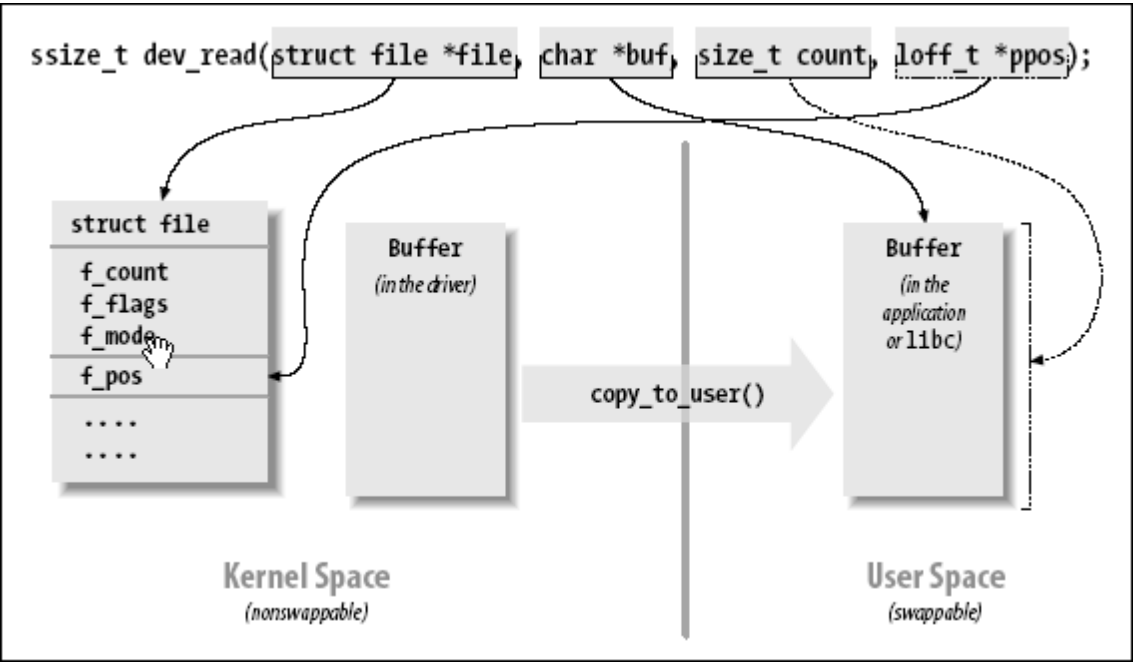 ssize_t dev_read(struct file *file, char *buf, size_t count, loff_t *ppos);
struct file
f_count
f_flags
f_mode
f_pos
....
....
Buffer
(in the driver)
copy_to_user()
Buffer
(in the
application
or libc)
Kernel Space
(nonswappable)
User Space
(swappable)